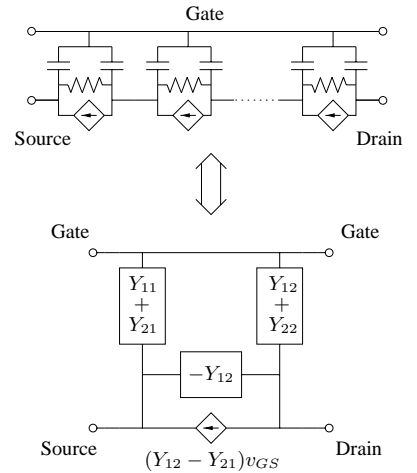 Gate
Source
Drain
Gate
Gate
Y11
+
Y21
Y12
+
Y22
−Y12
Source
Drain
(Y12 − Y21)vGS